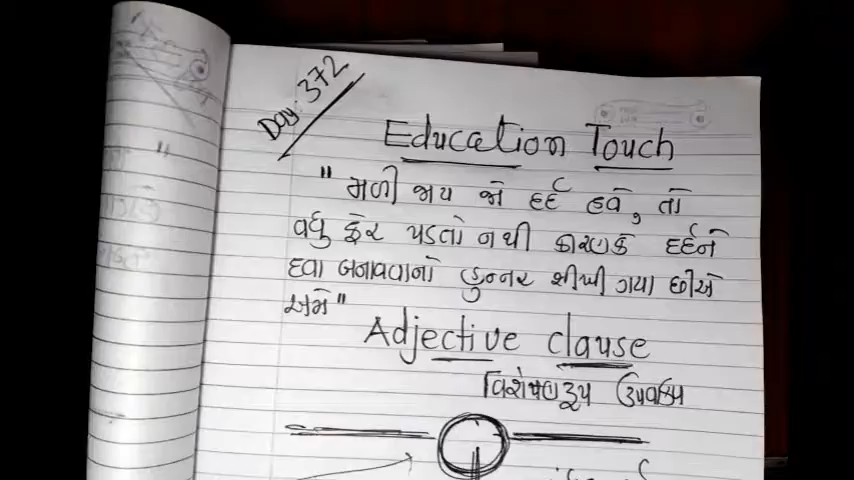 Day: 372
Education Touch
" મળી જાય જો દર્દ હવે, તો
વધુ ફેર પડતો નથી કારણકે દર્દને
દવા બનાવવાનો હુન્નર શીખી ગયા છીએ
અમે "
Adjective clause
વિશેષણરૂપ ઉપવાક્ય